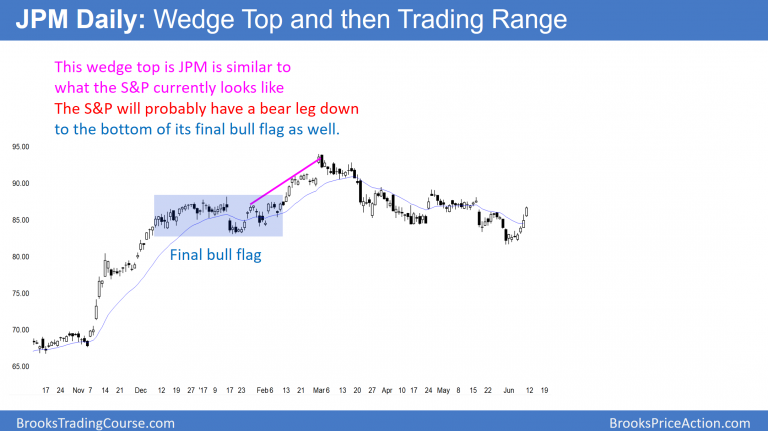 JPM Daily: Wedge Top and then Trading Range
This wedge top is JPM is similar to
what the S&P currently looks like
The S&P will probably have a bear leg down
to the bottom of its final bull flag as well.
95.00
90.00
85.00
80.00
75.00
70.00
65.00
Final bull flag
17 24 Nov 7 14 21 Dec 12 19 27 '17 9 17 23 Feb 6 13 21 Mar 6 13 20 27 Apr 10 17 24 May 8 15 22 Jun 12 19
BrooksTradingCourse.com BrooksPriceAction.com